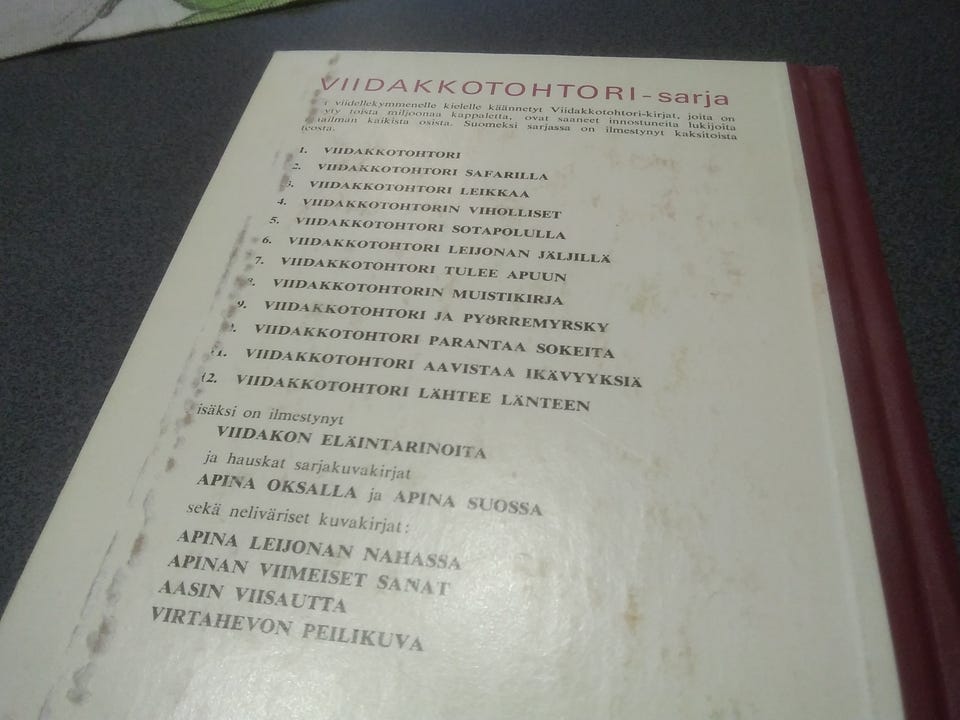 VIIDAKKOTOHTORI-sarja
viidellekymmenelle kielelle käännetyt Viidakkotohtori-kirjat, joita on
toista miljoonaa kappaletta, ovat saaneet innostuneita lukijoita
kaikista osista. Suomeksi sarjassa on ilmestynyt kaksitoista
teosta.
1. VIIDAKKOTOHTORI
2. VIIDAKKOTOHTORI SAFARILLA
3. VIIDAKKOTOHTORI LEIKKAA
4. VIIDAKKOTOHTORIN VIHOLLISET
5. VIIDAKKOTOHTORI SOTAPOLULLA
6. VIIDAKKOTOHTORI LEIJONAN JÄLJILLÄ
7. VIIDAKKOTOHTORI TULEE APUUN
8. VIIDAKKOTOHTORIN MUISTIKIRJA
9. VIIDAKKOTOHTORI JA PYÖRREMYRSKY
VIIDAKKOTOHTORI PARANTAA SOKEITA
11. VIIDAKKOTOHTORI AAVISTAA IKÄVYYKSIÄ
12. VIIDAKKOTOHTORI LÄHTEE LÄNTEEN
isäksi on ilmestynyt
VIIDAKON ELÄINTARINOITA
ja hauskat sarjakuvakirjat
APINA OKSALLA ja APINA SUOSSA
sekä neliväriset kuvakirjat:
APINA LEIJONAN NAHASSA
APINAN VIIMEISET SANAT
AASIN VIISAUTTA
VIRTAHEVON PEILIKUVA